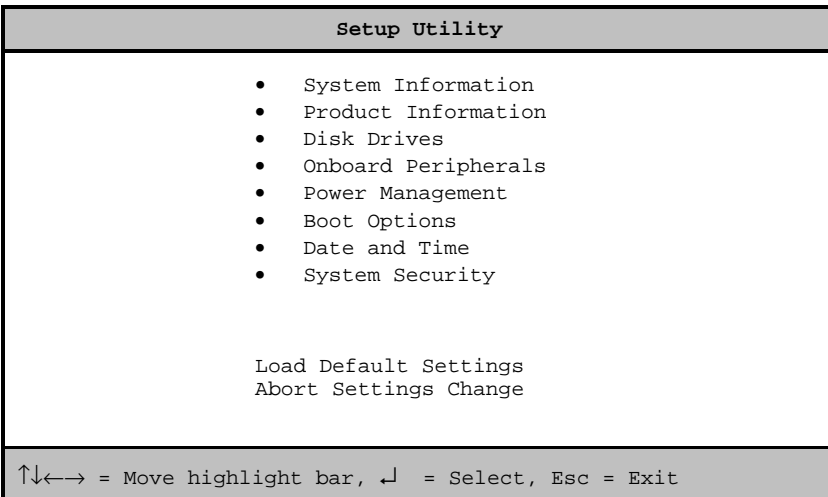 Setup Utility
• System Information
• Product Information
• Disk Drives
• Onboard Peripherals
• Power Management
• Boot Options
• Date and Time
• System Security
Load Default Settings
Abort Settings Change
↑↓←→ = Move highlight bar, ↵ = Select, Esc = Exit